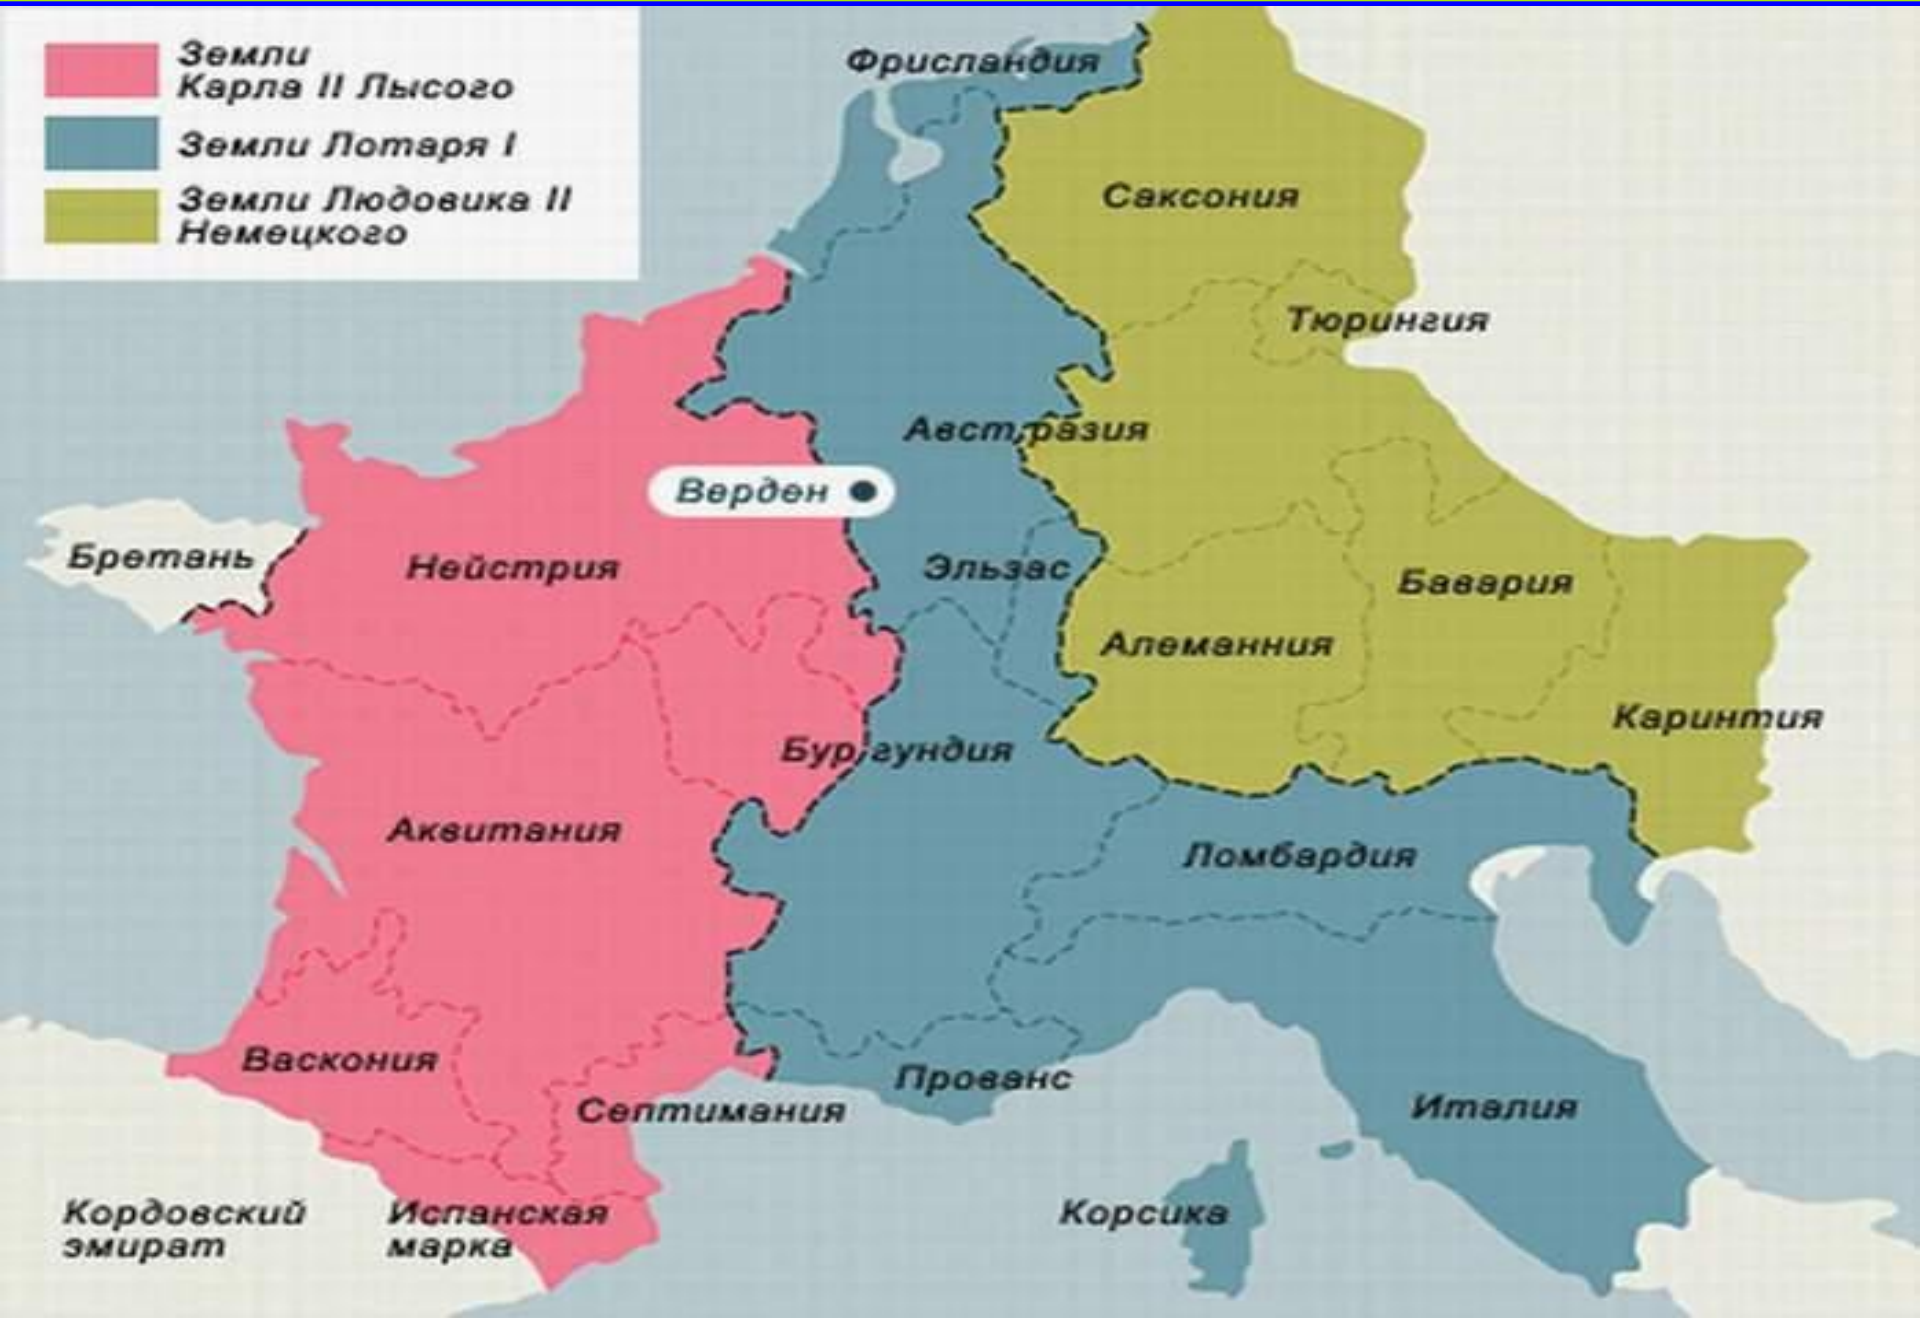 Земли
Карла II Лысого
Земли Лотаря I
Земли Людовика II
Немецкого
Фрисландия
Саксония
Тюрингия
Австразия
Верден
Бретань
Нейстрия
Эльзас
Бавария
Алеманния
Каринтия
Бургундия
Аквитания
Ломбардия
Васкония
Прованс
Септимания
Италия
Кордовский
эмират
Испанская
марка
Корсика